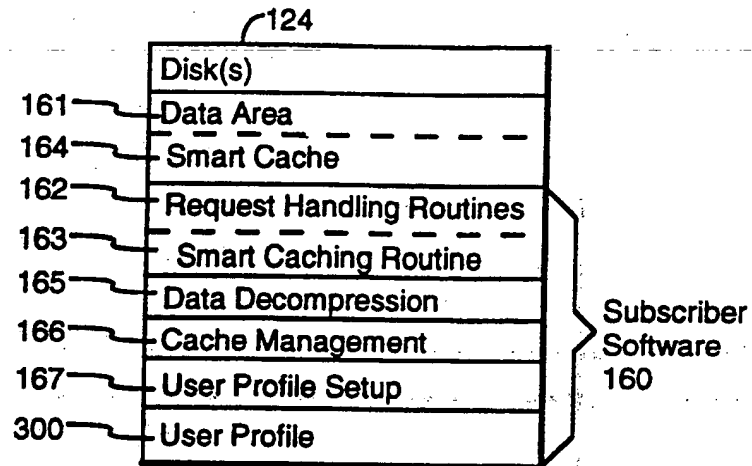 124
Disk(s)
161 Data Area
164 Smart Cache
162 Request Handling Routines
163 Smart Caching Routine
165 Data Decompression
166 Cache Management
167 User Profile Setup
300 User Profile
Subscriber
Software
160